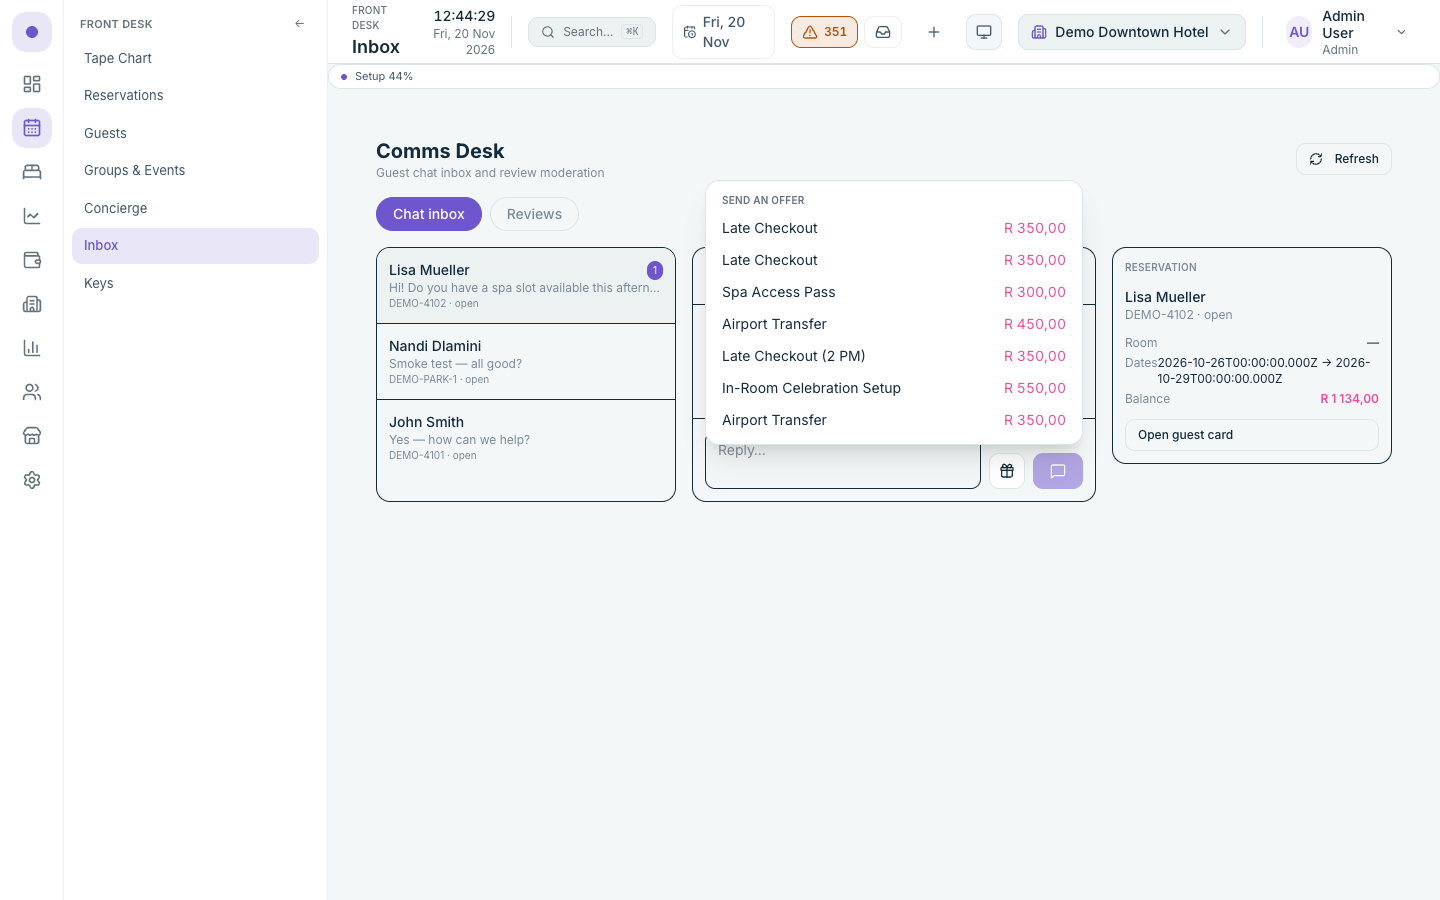 FRONT DESK
Tape Chart
Reservations
Guests
Groups & Events
Concierge
Inbox
Keys
FRONT
DESK
Inbox
12:44:29
Fri, 20 Nov
2026
Search... ⌘K
Fri, 20
Nov
351
Demo Downtown Hotel
AU
Admin
User
Admin
Setup 44%
Comms Desk
Guest chat inbox and review moderation
Refresh
Chat inbox
Reviews
Lisa Mueller 1
Hi! Do you have a spa slot available this aftern...
DEMO-4102 · open
Nandi Dlamini
Smoke test — all good?
DEMO-PARK-1 · open
John Smith
Yes — how can we help?
DEMO-4101 · open
SEND AN OFFER
Late Checkout R 350,00
Late Checkout R 350,00
Spa Access Pass R 300,00
Airport Transfer R 450,00
Late Checkout (2 PM) R 350,00
In-Room Celebration Setup R 550,00
Airport Transfer R 350,00
Reply...
RESERVATION
Lisa Mueller
DEMO-4102 · open
Room —
Dates 2026-10-26T00:00:00.000Z → 2026-
10-29T00:00:00.000Z
Balance R 1 134,00
Open guest card